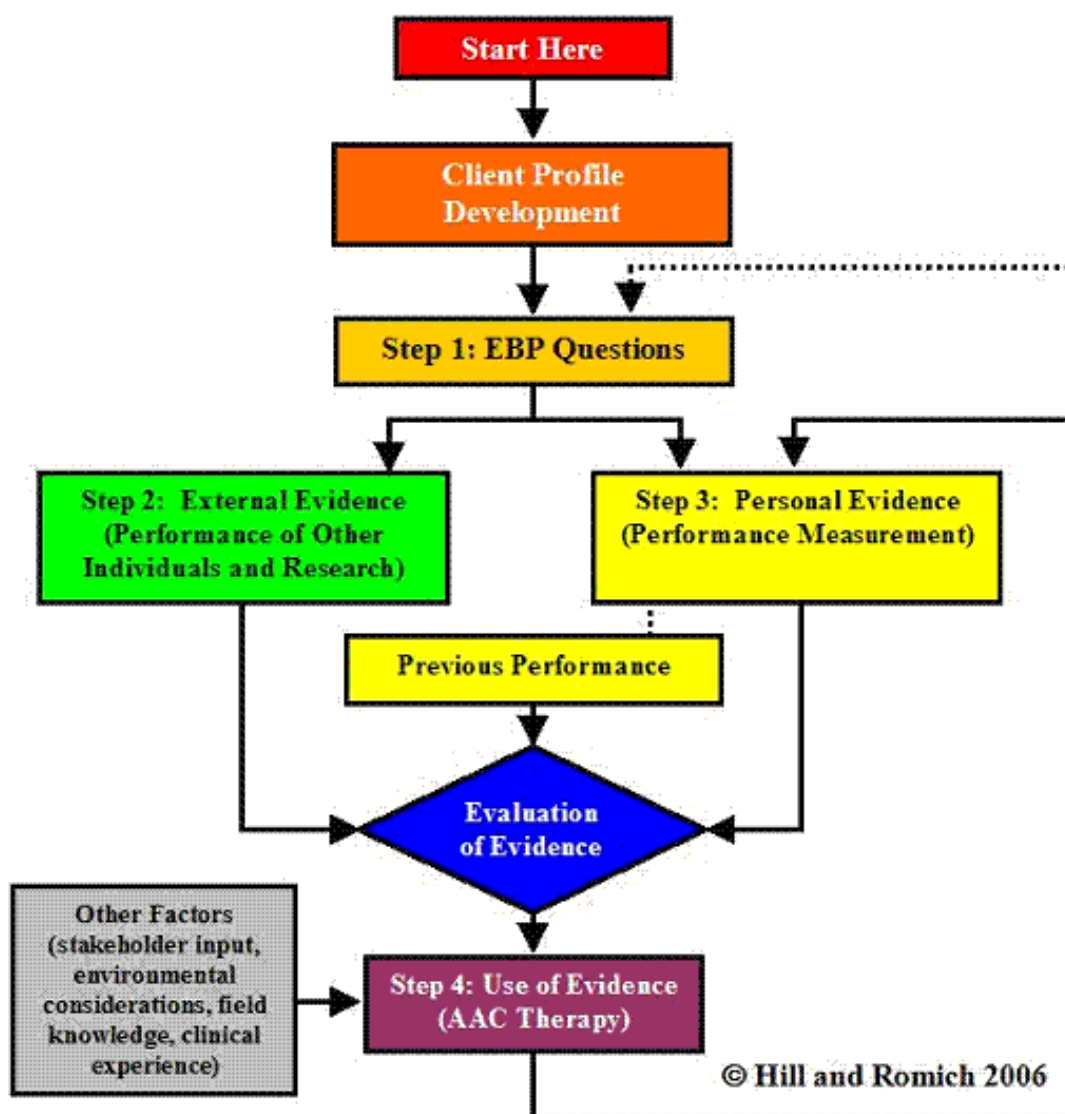 Start Here
Client Profile
Development
Step 1: EBP Questions
Step 2: External Evidence
(Performance of Other
Individuals and Research)
Step 3: Personal Evidence
(Performance Measurement)
Previous Performance
Evaluation
of Evidence
Other Factors
(stakeholder input,
environmental
considerations, field
knowledge, clinical
experience)
Step 4: Use of Evidence
(AAC Therapy)
© Hill and Romich 2006